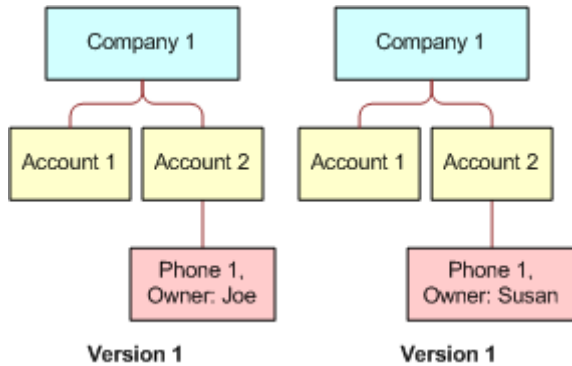 Company 1
Company 1
Account 1
Account 2
Account 1
Account 2
Phone 1,
Owner: Joe
Phone 1,
Owner: Susan
Version 1
Version 1